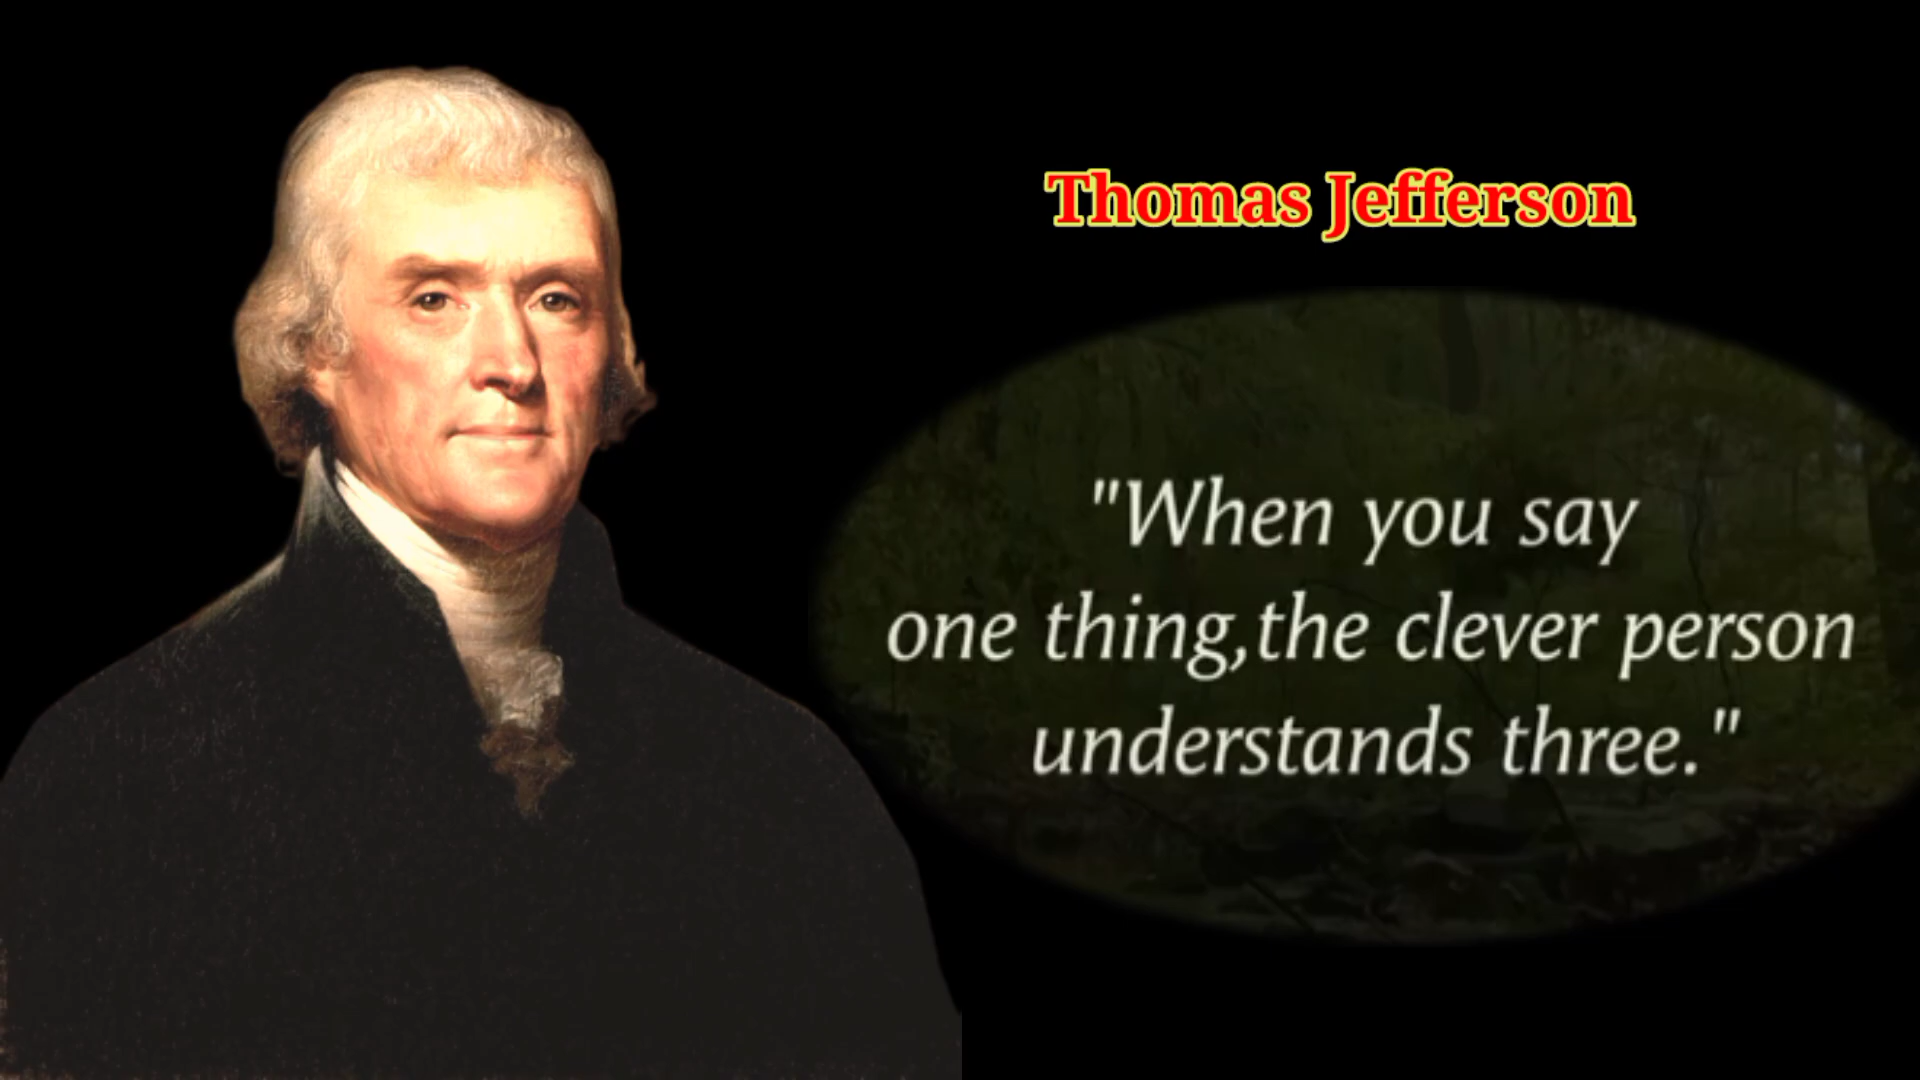 Thomas Jefferson
"When you say
one thing,the clever person
understands three."